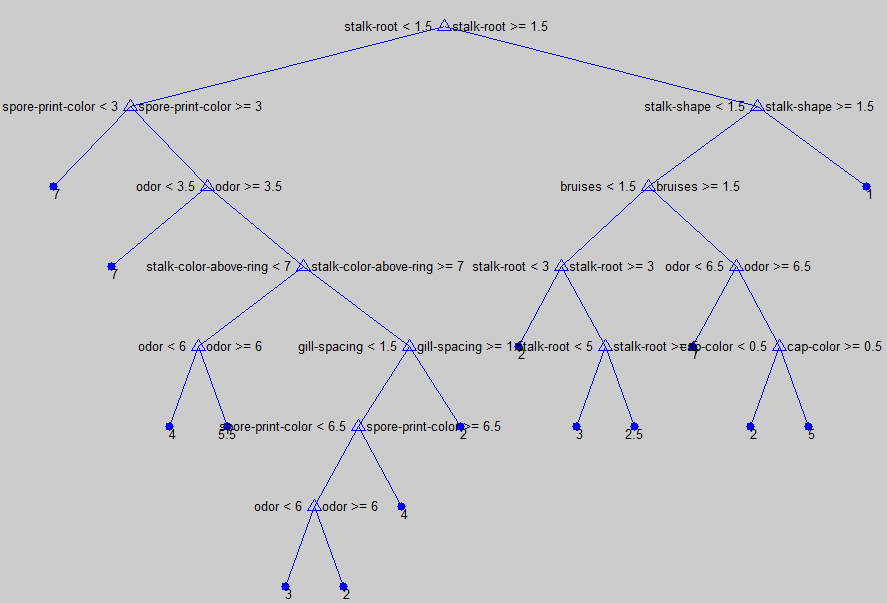 stalk-root < 1.5 stalk-root >= 1.5
spore-print-color < 3 spore-print-color >= 3 stalk-shape < 1.5 stalk-shape >= 1.5
7 odor < 3.5 odor >= 3.5 bruises < 1.5 bruises >= 1.5 1
7 stalk-color-above-ring < 7 stalk-color-above-ring >= 7 stalk-root < 3 stalk-root >= 3 odor < 6.5 odor >= 6.5
odor < 6 odor >= 6 gill-spacing < 1.5 gill-spacing >= 2 stalk-root < 5 stalk-root >= 7 cap-color < 0.5 cap-color >= 0.5
4 5.5 spore-print-color < 6.5 spore-print-color >= 6.5 2 3 2.5 2 5
odor < 6 odor >= 6 4
3 2